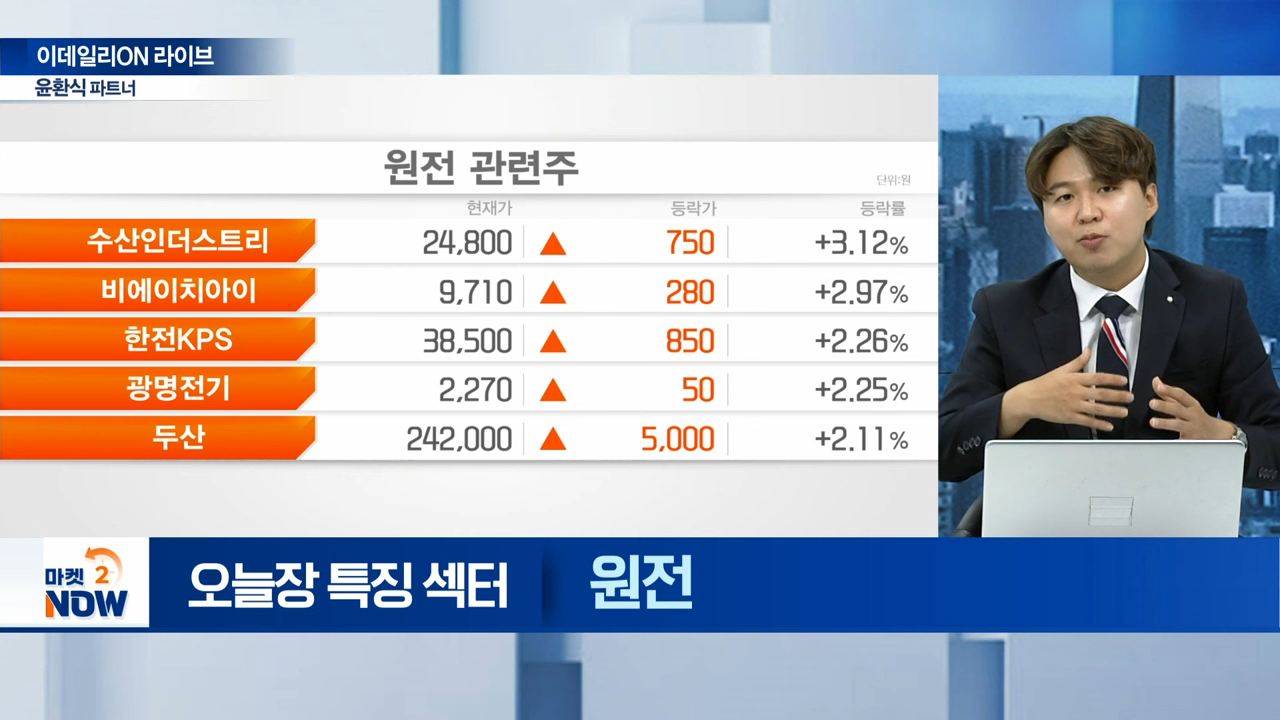 이데일리ON 라이브
윤환식 파트너
원전 관련주
단위:원
현재가 등락가 등락률
수산인더스트리 24,800 ▲ 750 +3.12%
비에이치아이 9,710 ▲ 280 +2.97%
한전KPS 38,500 ▲ 850 +2.26%
광명전기 2,270 ▲ 50 +2.25%
두산 242,000 ▲ 5,000 +2.11%
마켓 2
NOW
오늘장 특징 섹터 원전